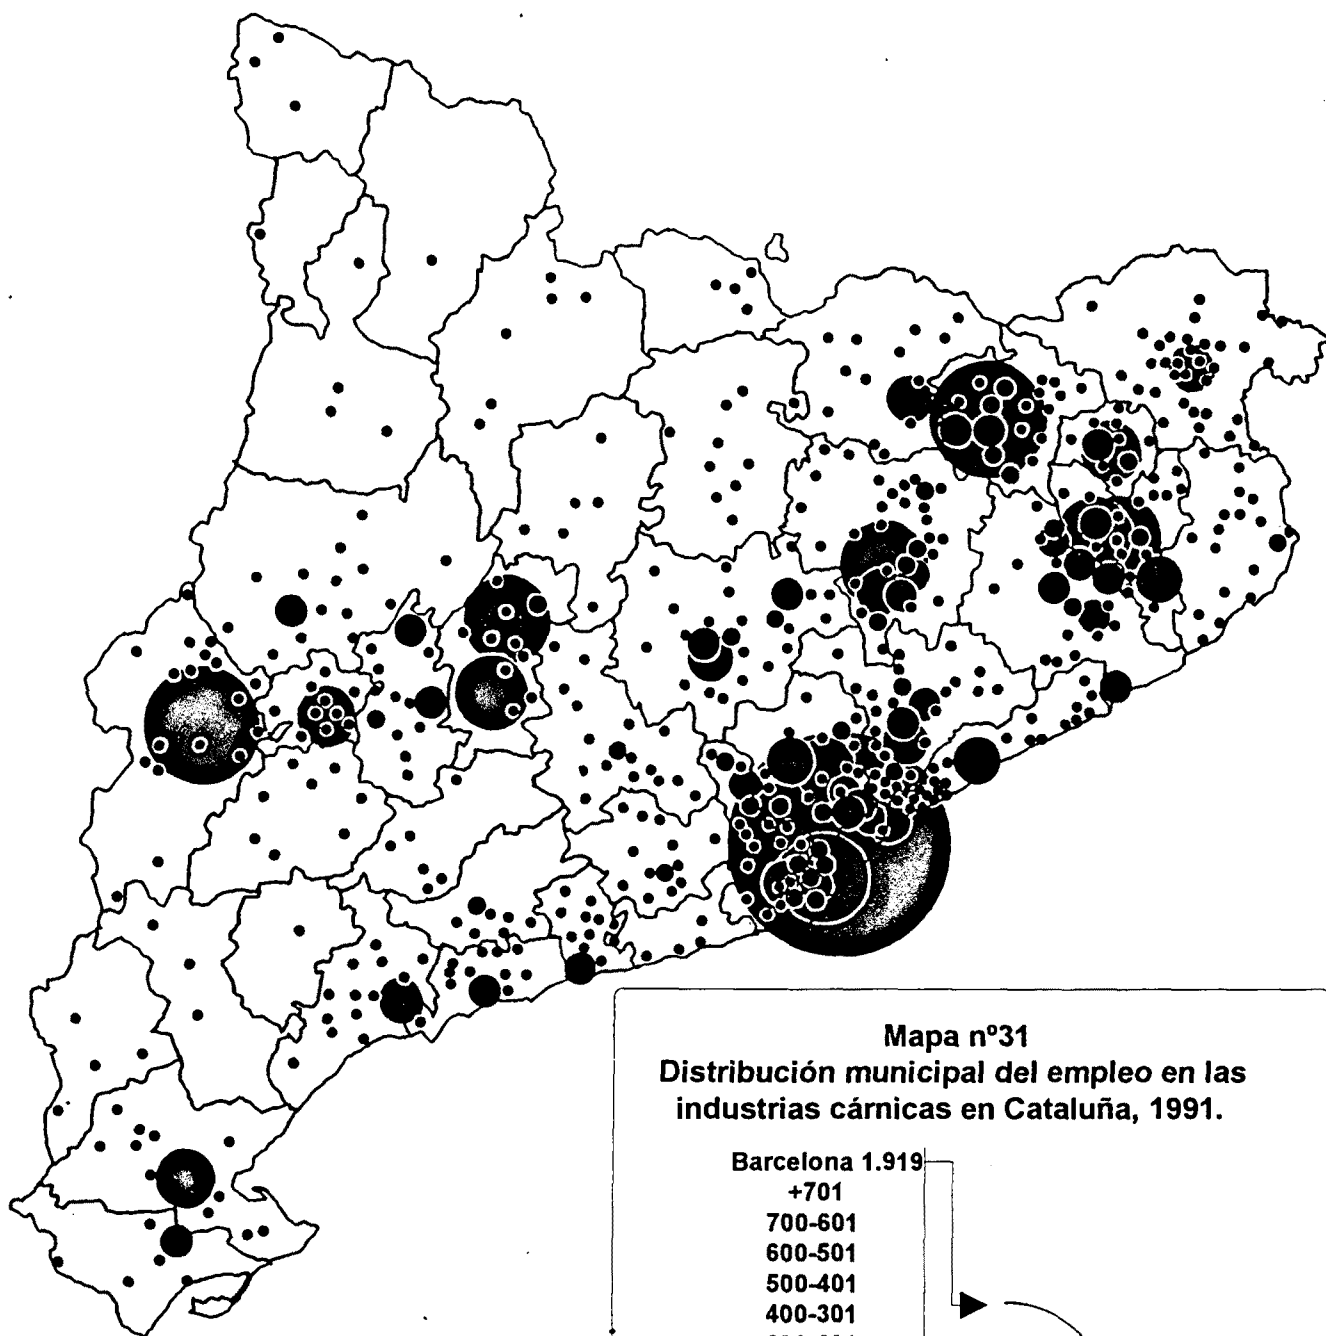 Mapa nº31
Distribución municipal del empleo en las
industrias cárnicas en Cataluña, 1991.
Barcelona 1.919
+701
700-601
600-501
500-401
400-301